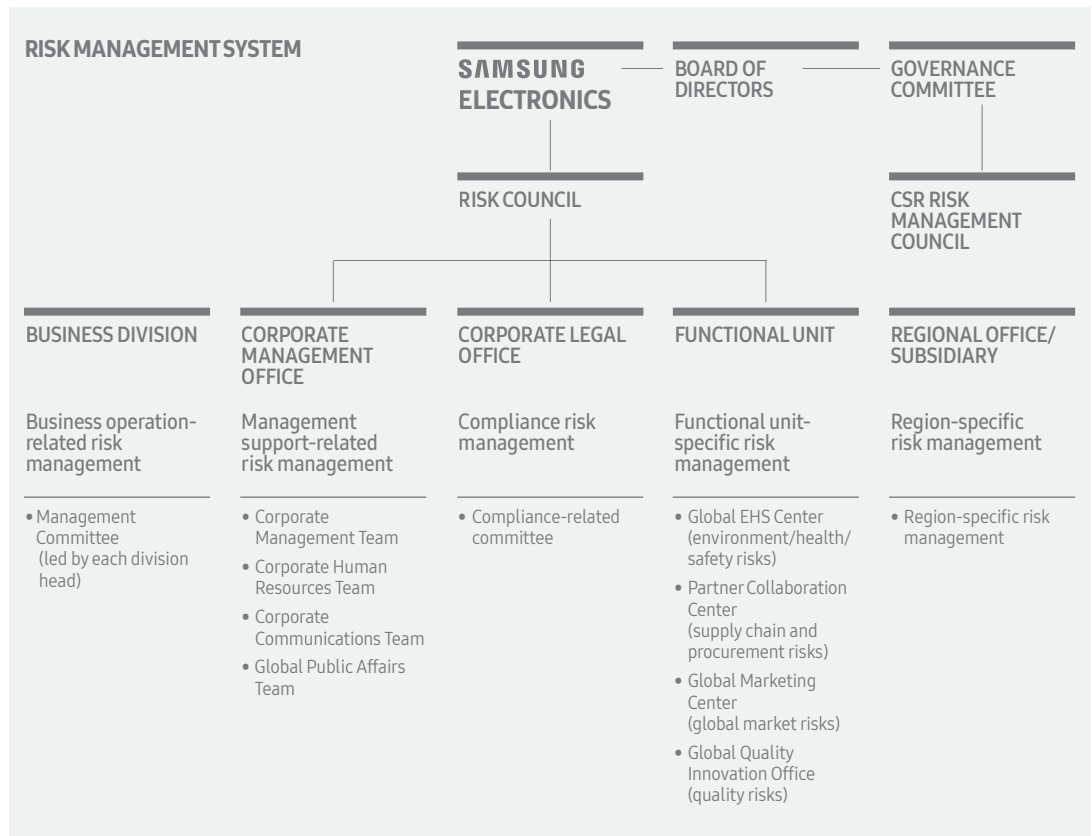 RISK MANAGEMENT SYSTEM
SAMSUNG
ELECTRONICS
BOARD OF
DIRECTORS
GOVERNANCE
COMMITTEE
RISK COUNCIL
CSR RISK
MANAGEMENT
COUNCIL
BUSINESS DIVISION
Business operation-
related risk
management
• Management
Committee
(led by each division
head)
CORPORATE
MANAGEMENT
OFFICE
Management
support-related
risk management
• Corporate
Management Team
• Corporate Human
Resources Team
• Corporate
Communications Team
• Global Public Affairs
Team
CORPORATE LEGAL
OFFICE
Compliance risk
management
• Compliance-related
committee
FUNCTIONAL UNIT
Functional unit-
specific risk
management
• Global EHS Center
(environment/health/
safety risks)
• Partner Collaboration
Center
(supply chain and
procurement risks)
• Global Marketing
Center
(global market risks)
• Global Quality
Innovation Office
(quality risks)
REGIONAL OFFICE/
SUBSIDIARY
Region-specific
risk management
• Region-specific risk
management